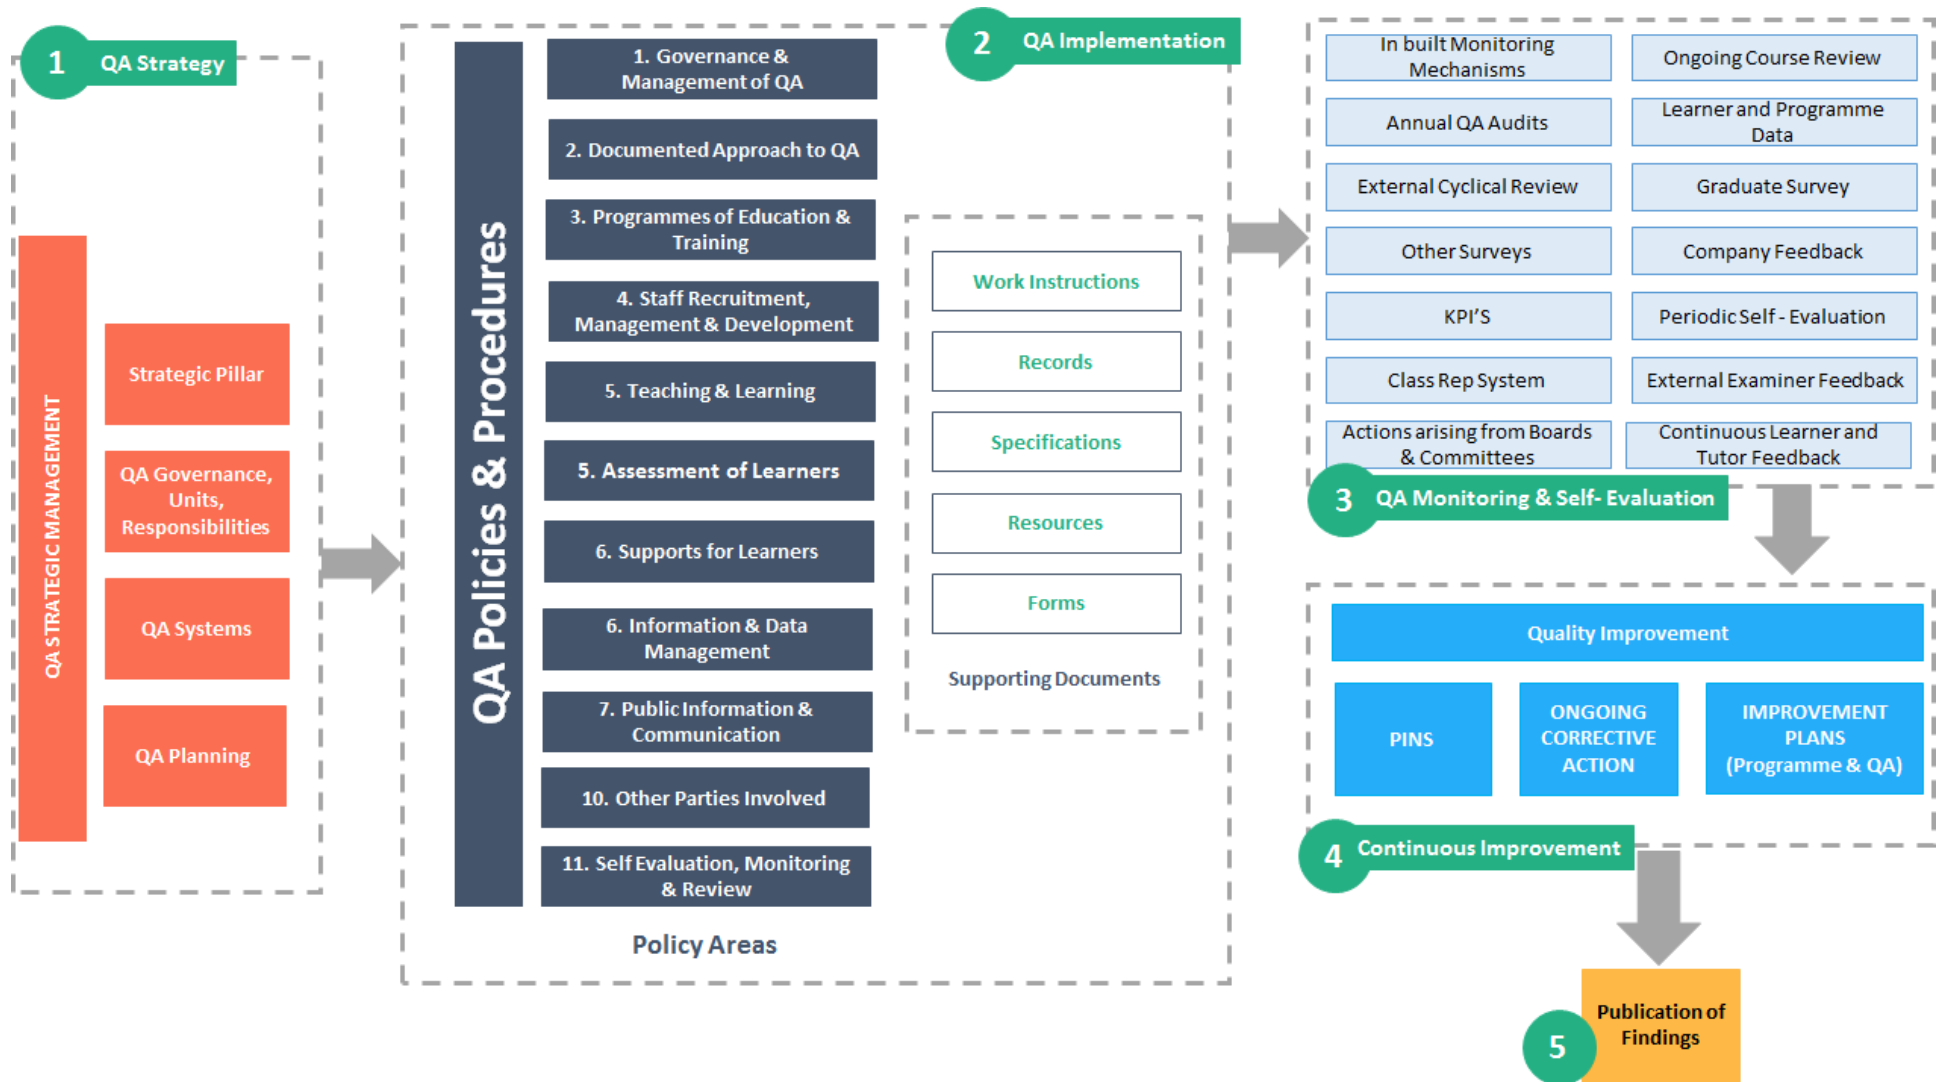 1
QA Strategy
QA STRATEGIC MANAGEMENT
Strategic Pillar
QA Governance,
Units,
Responsibilities
QA Systems
QA Planning
2
QA Implementation
QA Policies & Procedures
1. Governance &
Management of QA
2. Documented Approach to QA
3. Programmes of Education &
Training
4. Staff Recruitment,
Management & Development
5. Teaching & Learning
5. Assessment of Learners
6. Supports for Learners
6. Information & Data
Management
7. Public Information &
Communication
10. Other Parties Involved
11. Self Evaluation, Monitoring
& Review
Policy Areas
Work Instructions
Records
Specifications
Resources
Forms
Supporting Documents
In built Monitoring
Mechanisms
Ongoing Course Review
Annual QA Audits
Learner and Programme
Data
External Cyclical Review
Graduate Survey
Other Surveys
Company Feedback
KPI'S
Periodic Self - Evaluation
Class Rep System
External Examiner Feedback
Actions arising from Boards
& Committees
Continuous Learner and
Tutor Feedback
3
QA Monitoring & Self- Evaluation
Quality Improvement
PINS
ONGOING
CORRECTIVE
ACTION
IMPROVEMENT
PLANS
(Programme & QA)
4
Continuous Improvement
Publication of
Findings
5